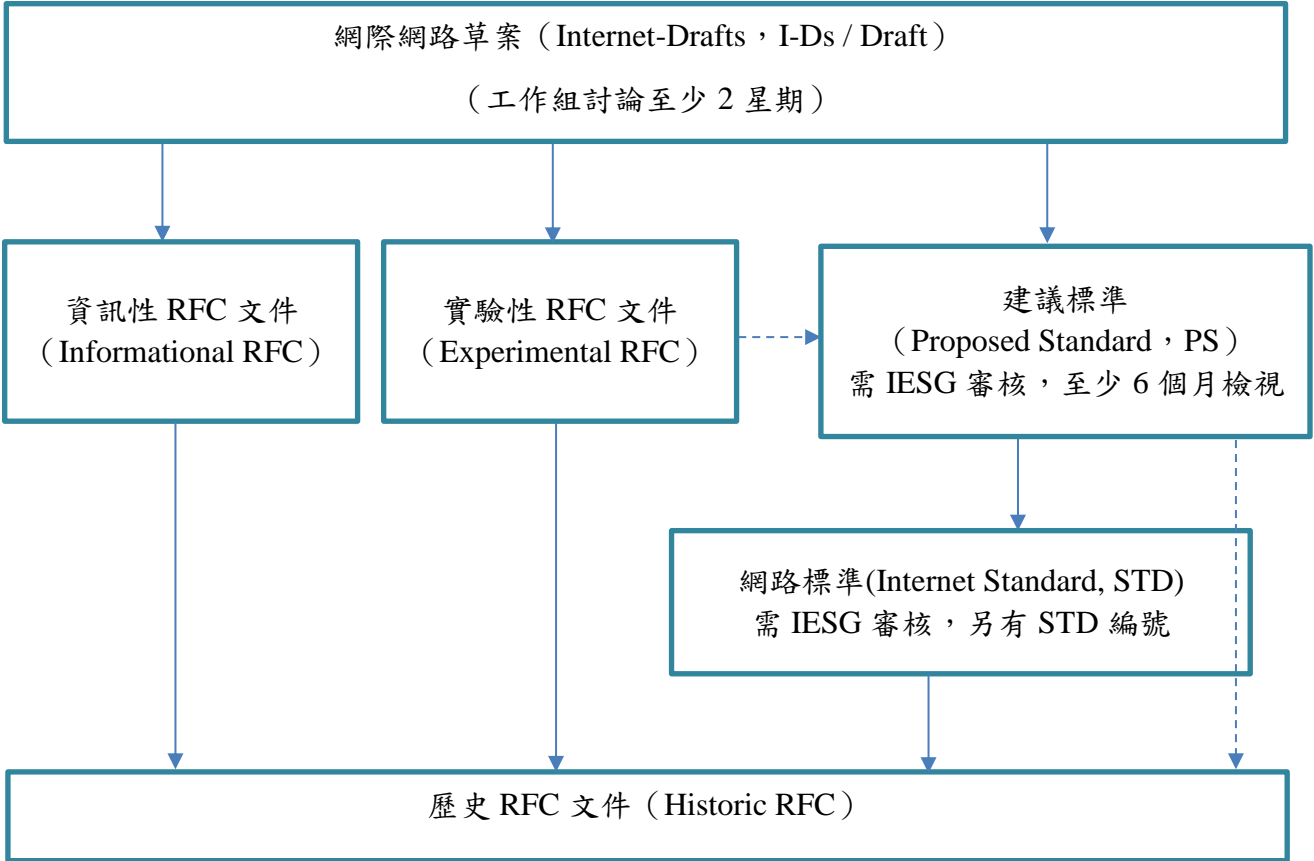 網際網路草案（Internet-Drafts，I-Ds / Draft）
（工作組討論至少 2 星期）
資訊性 RFC 文件
（Informational RFC）
實驗性 RFC 文件
（Experimental RFC）
建議標準
（Proposed Standard，PS）
需 IESG 審核，至少 6 個月檢視
網路標準(Internet Standard, STD)
需 IESG 審核，另有 STD 編號
歷史 RFC 文件（Historic RFC）